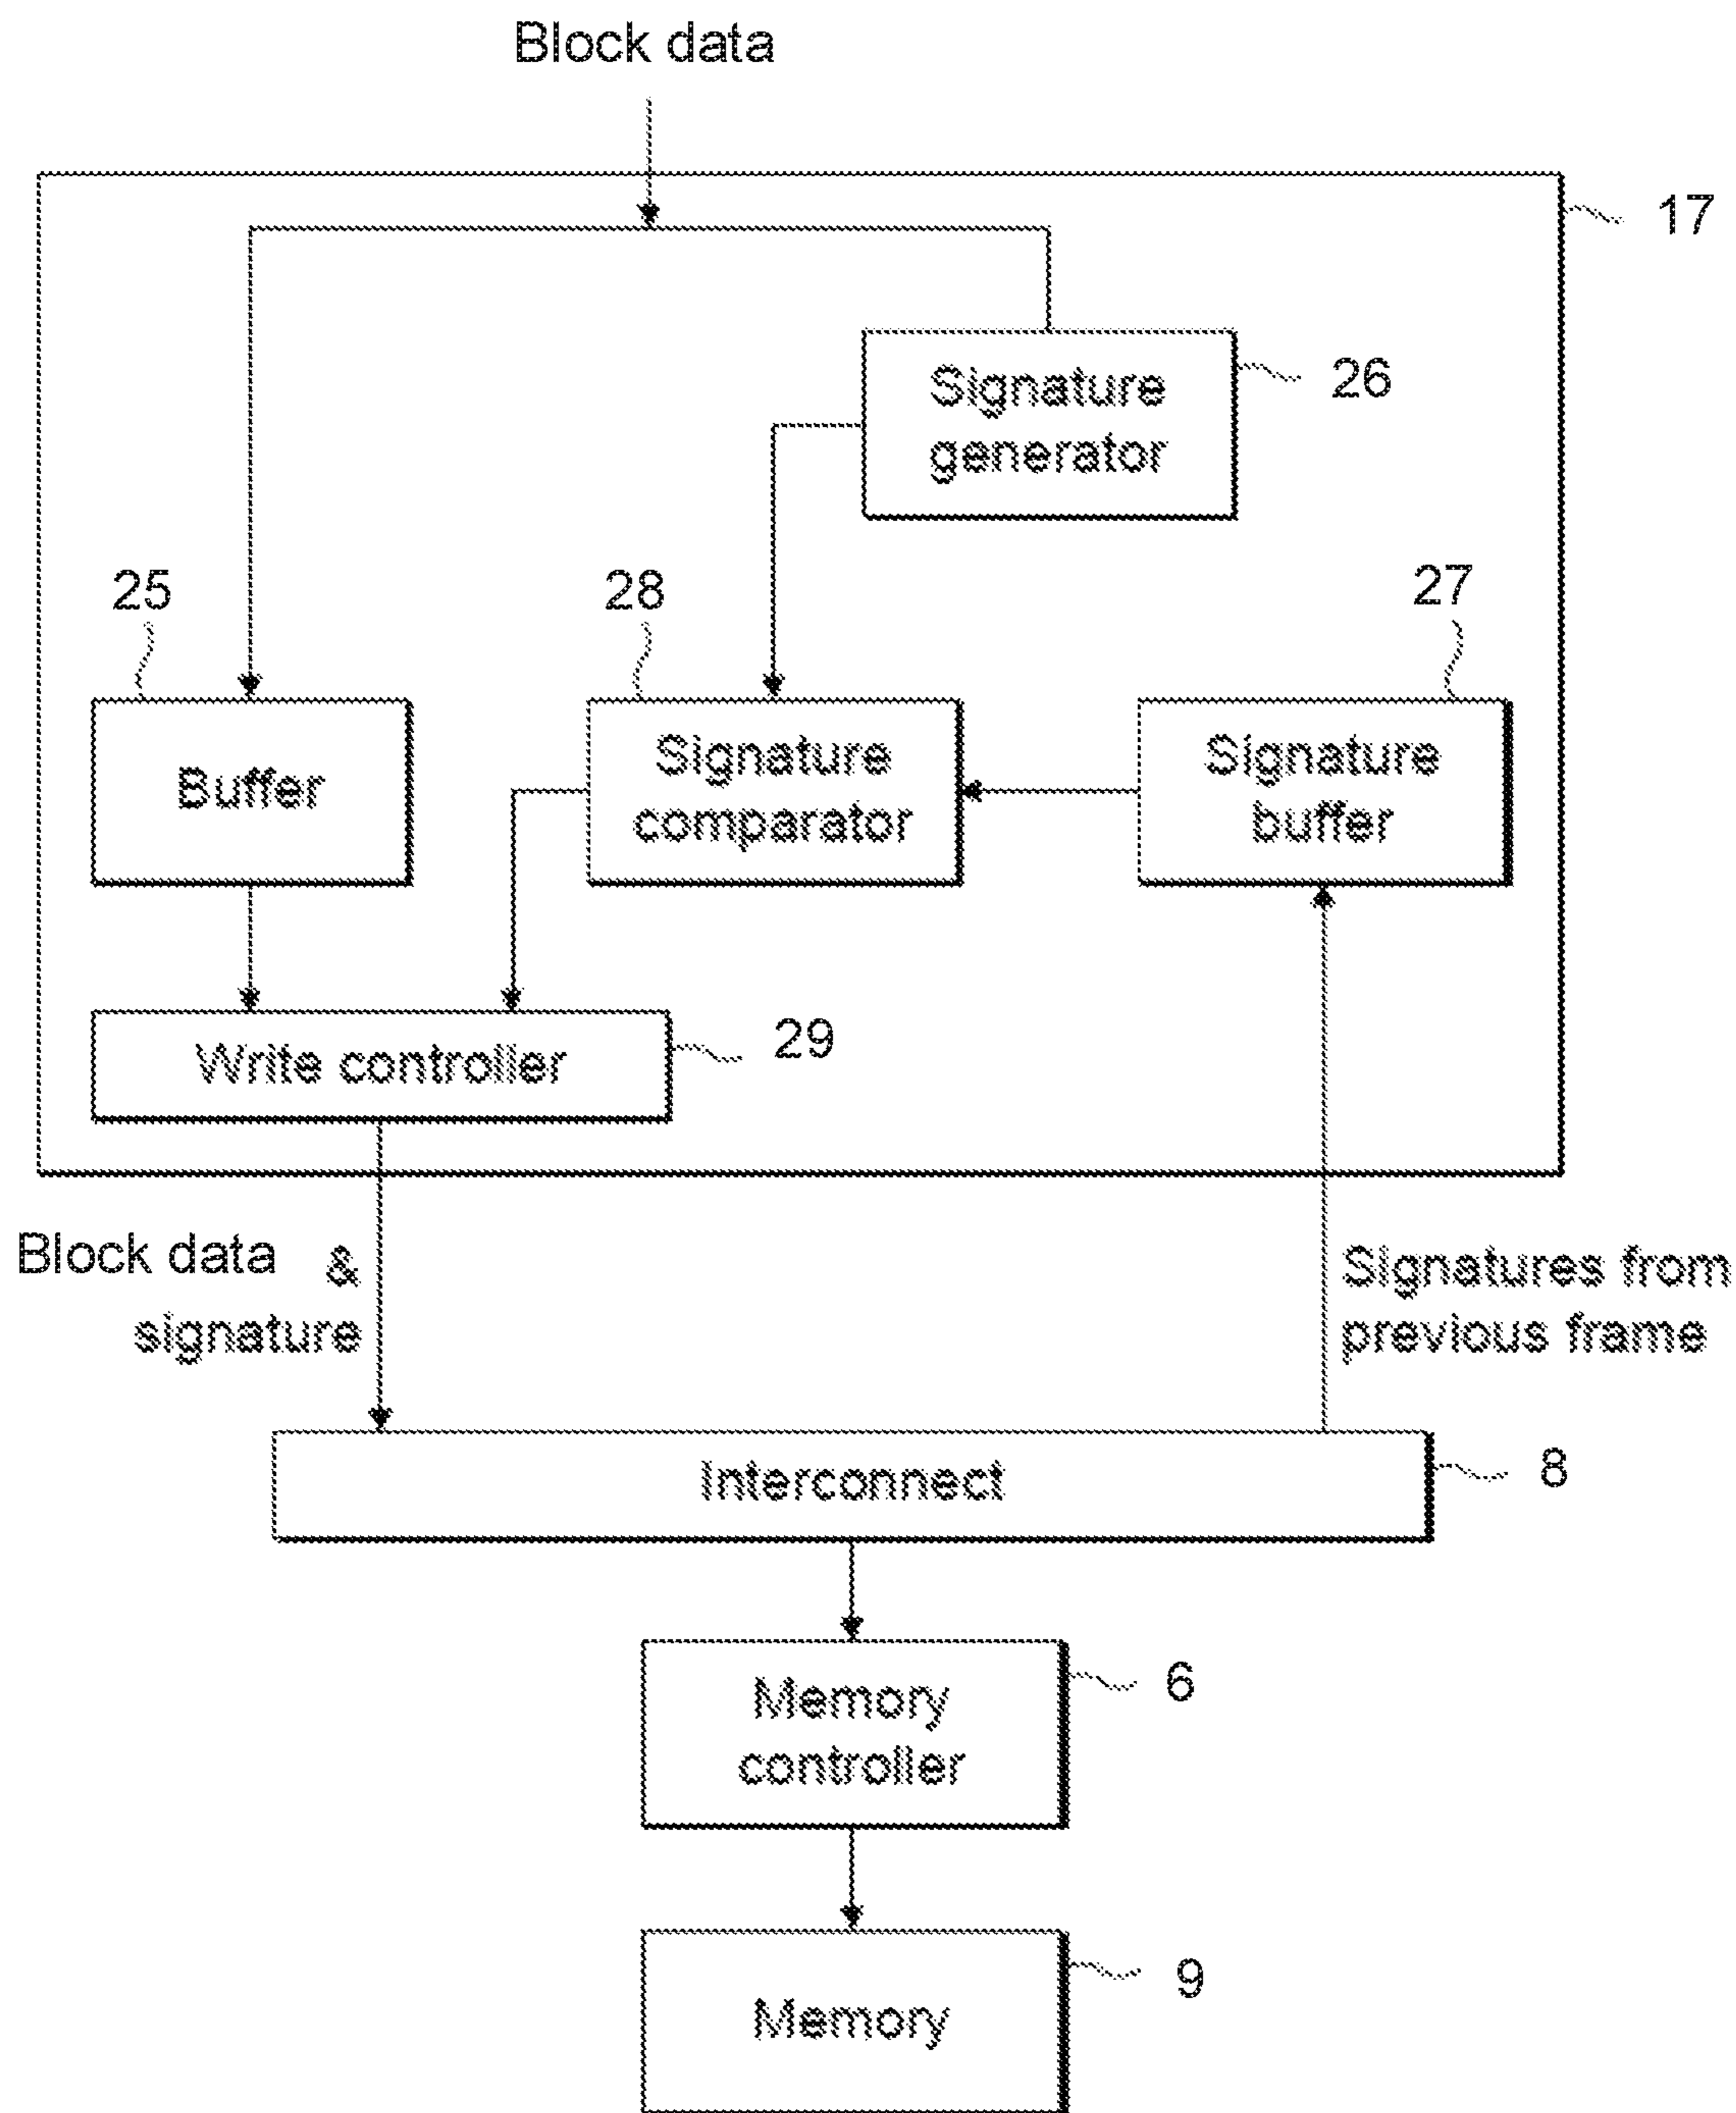 Block data
17
Signature
generator
26
25
28
27
Buffer
Signature
comparator
Signature
buffer
Write controller
29
Block data &
signature
Signatures from
previous frame
Interconnect
8
Memory
controller
6
Memory
9